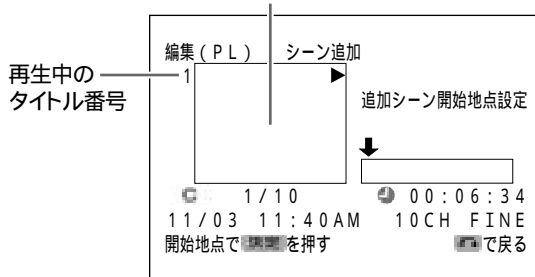 編集(PL) シーン追加
再生中の
タイトル番号
1
追加シーン開始地点設定
1/10 00:06:34
11/03 11:40AM 10CH FINE
開始地点で を押す で戻る